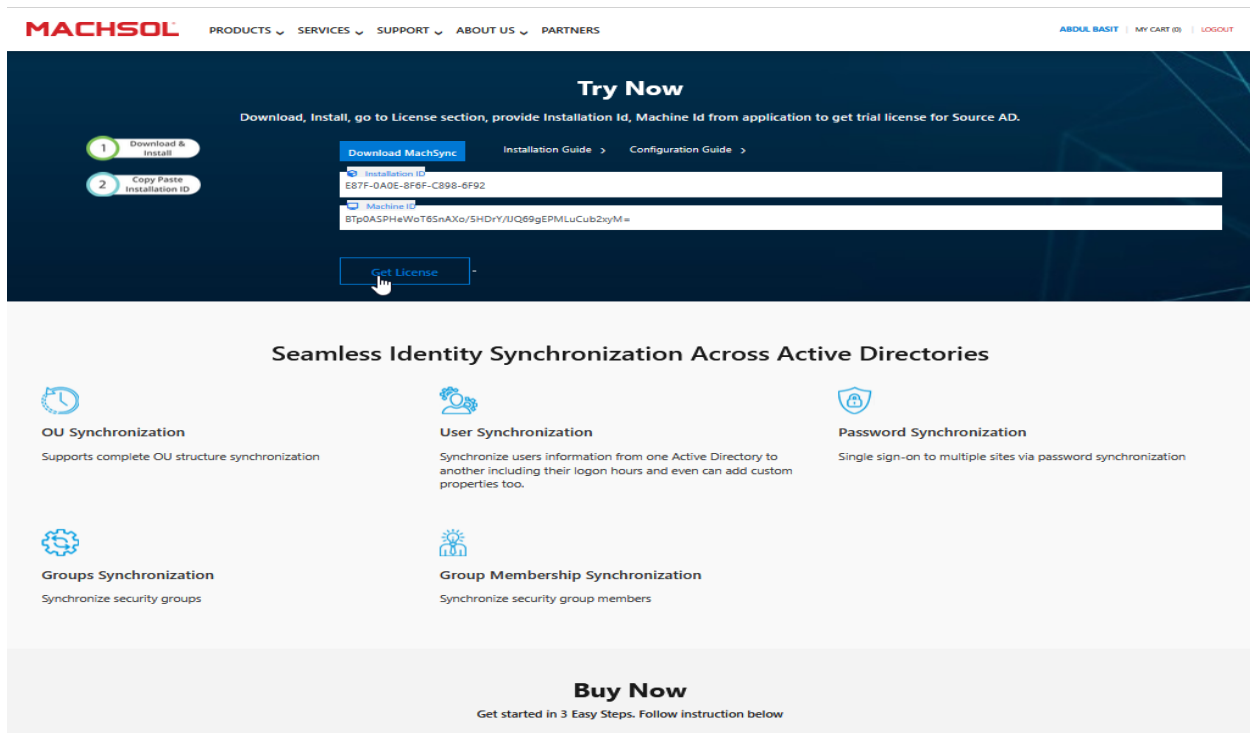 MACHSOL
PRODUCTS SERVICES SUPPORT ABOUT US PARTNERS
ABDUL BASIT | MY CART (0) | LOGOUT
Try Now
Download, Install, go to License section, provide Installation Id, Machine Id from application to get trial license for Source AD.
1 Download &
Install
2 Copy Paste
Installation ID
Download MachSync Installation Guide > Configuration Guide >
Installation ID
E87F-0A0E-8F6F-C898-6F92
Machine ID
Get License -
Seamless Identity Synchronization Across Active Directories
OU Synchronization
Supports complete OU structure synchronization
User Synchronization
Synchronize users information from one Active Directory to
another including their logon hours and even can add custom
properties too.
Password Synchronization
Single sign-on to multiple sites via password synchronization
Groups Synchronization
Synchronize security groups
Group Membership Synchronization
Synchronize security group members
Buy Now
Get started in 3 Easy Steps. Follow instruction below